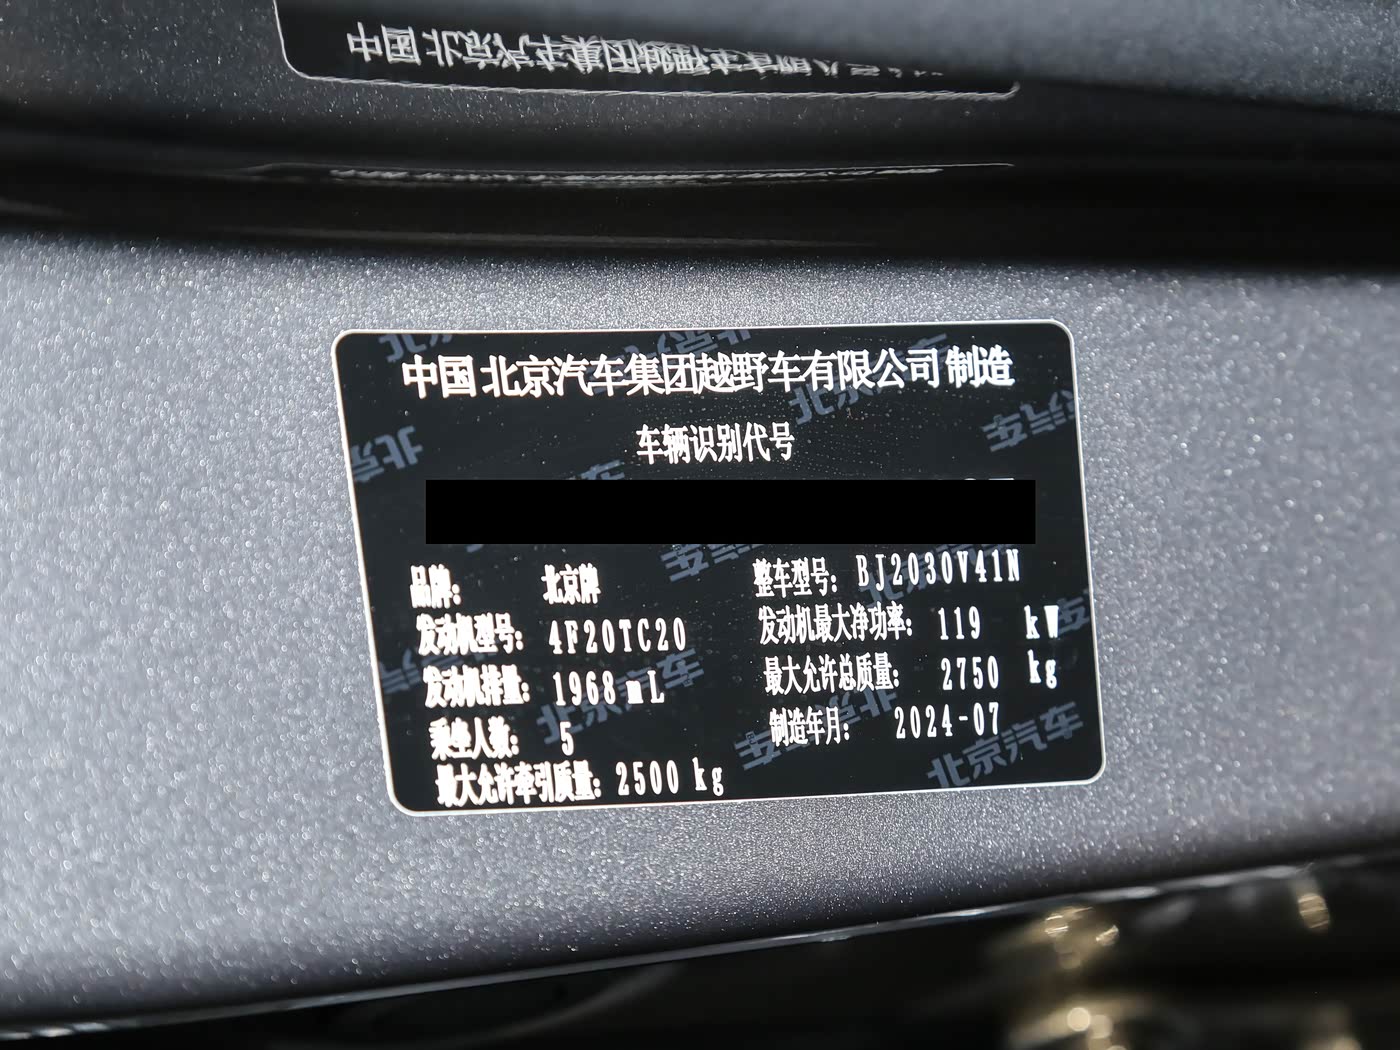 中国 北京汽车集团越野车有限公司 制造
车辆识别代号
品牌： 北京牌 整车型号： BJ2030V41N
发动机型号： 4F20TC20 发动机最大净功率： 119 kW
发动机排量： 1968 mL 最大允许总质量： 2750 kg
乘坐人数： 5 制造年月： 2024-07
最大允许牵引质量： 2500 kg